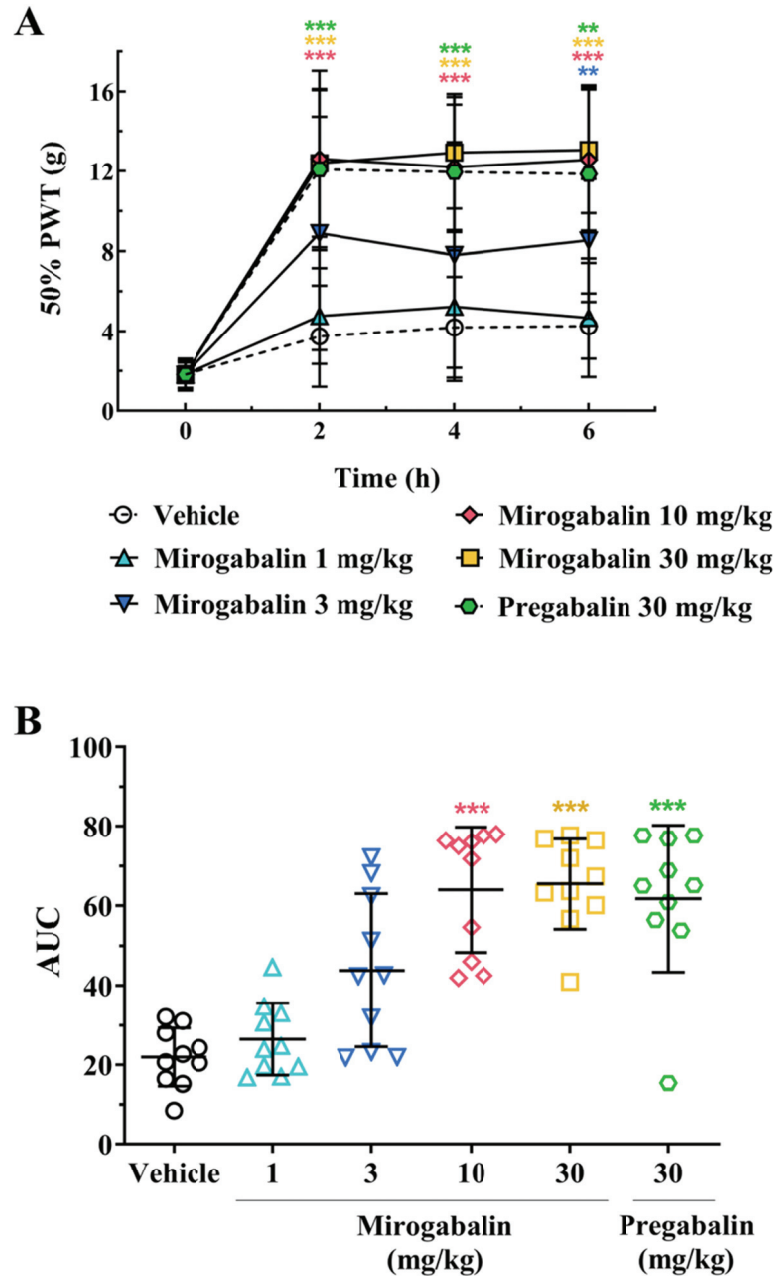 A
*** *** **
*** *** ***
*** *** ***
**
50% PWT (g)
16
12
8
4
0
0 2 4 6
Time (h)
Vehicle
Mirogabalin 10 mg/kg
Mirogabalin 1 mg/kg
Mirogabalin 30 mg/kg
Mirogabalin 3 mg/kg
Pregabalin 30 mg/kg
B
AUC
100
80
60
40
20
0
*** *** ***
Vehicle 1 3 10 30 30
Mirogabalin
(mg/kg)
Pregabalin
(mg/kg)